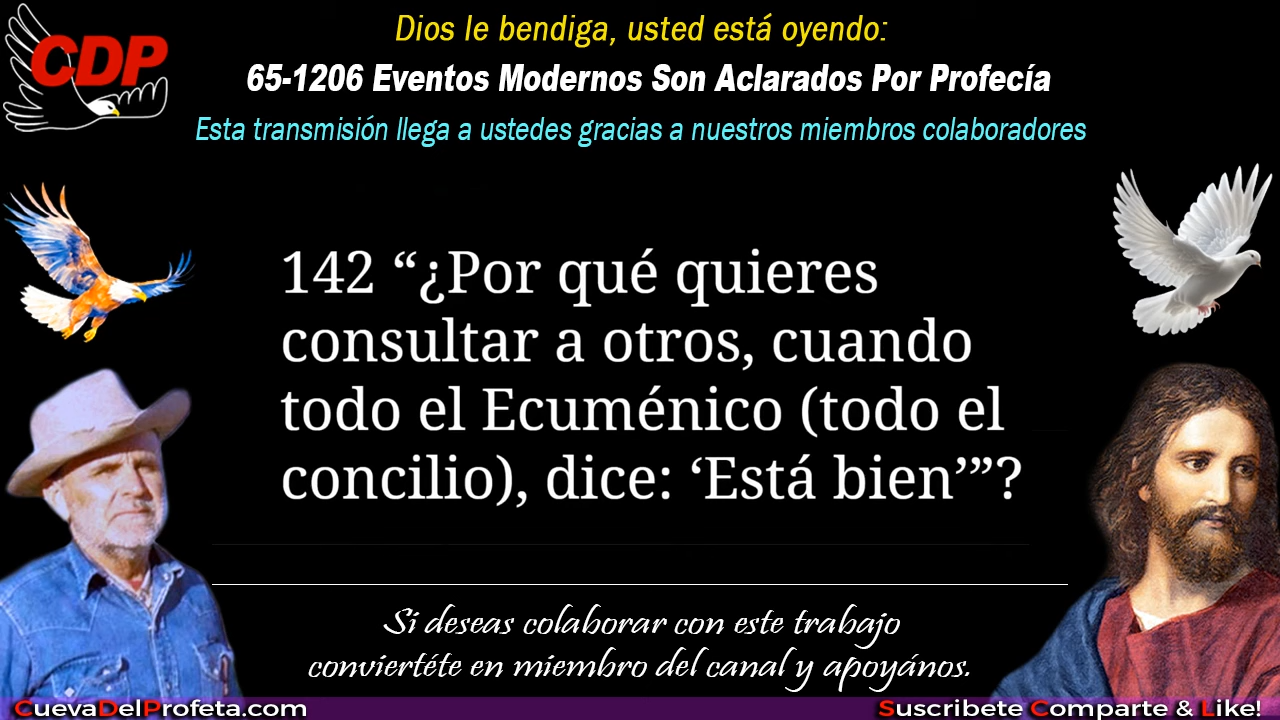 CDP
Dios le bendiga, usted está oyendo:
65-1206 Eventos Modernos Son Aclarados Por Profecía
Esta transmisión llega a ustedes gracias a nuestros miembros colaboradores
142 “¿Por qué quieres
consultar a otros, cuando
todo el Ecuménico (todo el
concilio), dice: ‘Está bien’”?
Si deseas colaborar con este trabajo
conviertéte en miembro del canal y apoyános.
CuevaDelProfeta.com
Suscribete Comparte & Like!